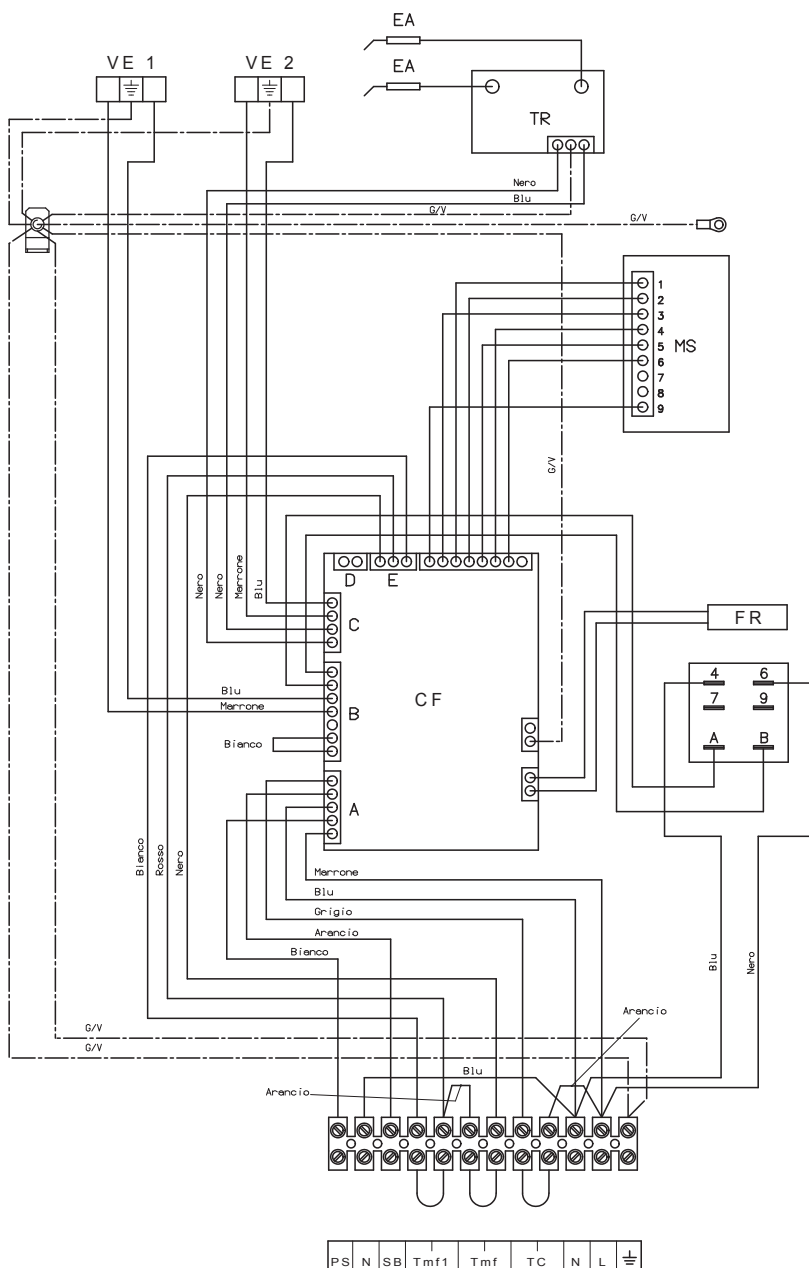 EA
VE 1 VE 2
EA
TR
Nero
Blu
G/V
G/V
1
2
3
4
5
6
7
8
9
MS
G/V
D E
Nero
Nero
Marrone
Blu
C
FR
CF
4 6
7 9
A B
Blu
Marrone
B
Bianco
A
Bianco
Rosso
Nero
Marrone
Blu
Grigio
Arancio
Bianco
Blu
Nero
Arancio
G/V
G/V
Blu
Arancio
PS N SB Tmf1 Tmf TC N L